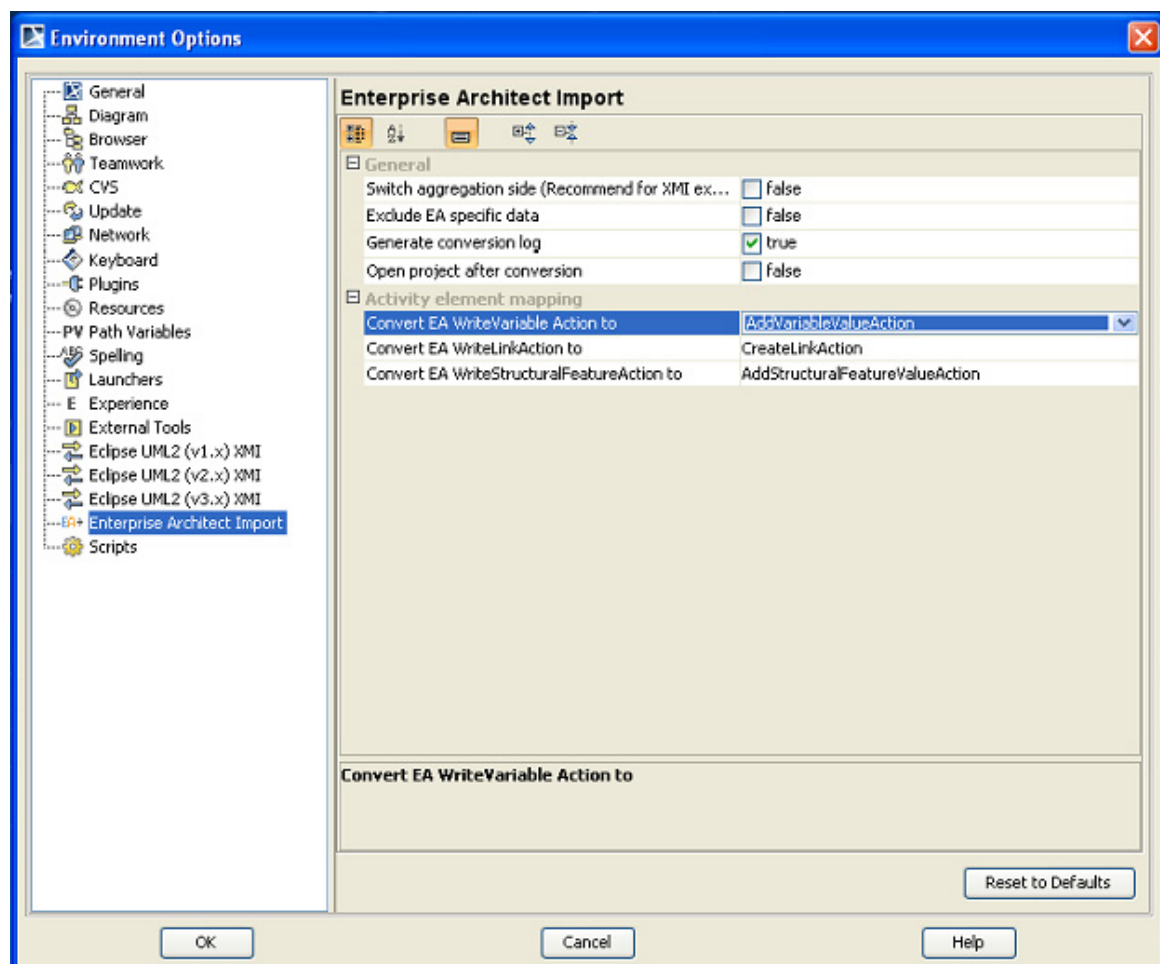 Environment Options
General
Diagram
Browser
Teamwork
CVS
Update
Network
Keyboard
Plugins
Resources
PV Path Variables
Spelling
Launchers
E Experience
External Tools
Eclipse UML2 (v1.x) XMI
Eclipse UML2 (v2.x) XMI
Eclipse UML2 (v3.x) XMI
EA+ Enterprise Architect Import
Scripts
Enterprise Architect Import
General
Switch aggregation side (Recommend for XMI ex... false
Exclude EA specific data false
Generate conversion log true
Open project after conversion false
Activity element mapping
Convert EA WriteVariable Action to AddVariableValueAction
Convert EA WriteLinkAction to CreateLinkAction
Convert EA WriteStructuralFeatureAction to AddStructuralFeatureValueAction
Convert EA WriteVariable Action to
Reset to Defaults
OK Cancel Help